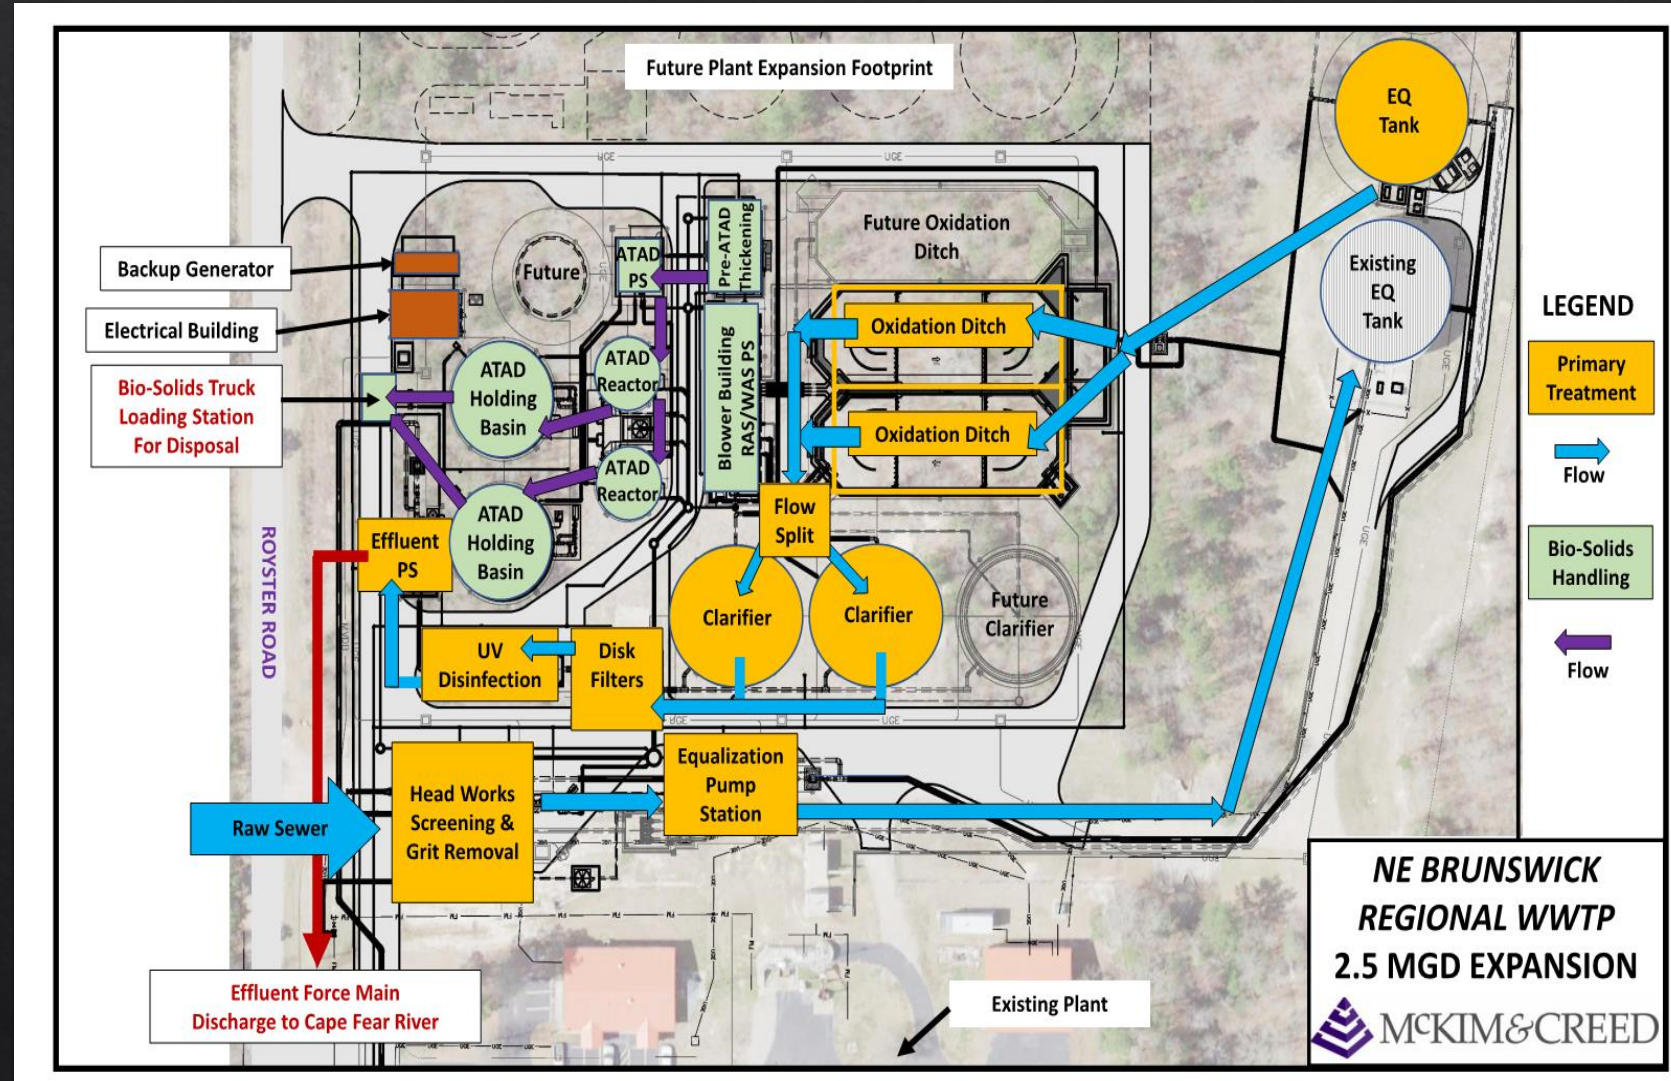 Future Plant Expansion Footprint
EQ
Tank
Existing
EQ
Tank
UGE
UGE
Future Oxidation
Ditch
Pre-ATAD
Thickening
ATAD
PS
Future
Backup Generator
Electrical Building
Bio-Solids Truck
Loading Station
For Disposal
ATAD
Holding
Basin
ATAD
Reactor
Blower Building
RAS/WAS PS
Oxidation Ditch
Oxidation Ditch
ATAD
Reactor
ATAD
Holding
Basin
Flow
Split
Effluent
PS
ROYSTER ROAD
Clarifier
Clarifier
Future
Clarifier
UV
Disinfection
Disk
Filters
UGE
UGE
Head Works
Screening &
Grit Removal
Equalization
Pump
Station
Raw Sewer
Effluent Force Main
Discharge to Cape Fear River
Existing Plant
LEGEND
Primary
Treatment
Flow
Bio-Solids
Handling
Flow
NE BRUNSWICK
REGIONAL WWTP
2.5 MGD EXPANSION
McKIM&CREED